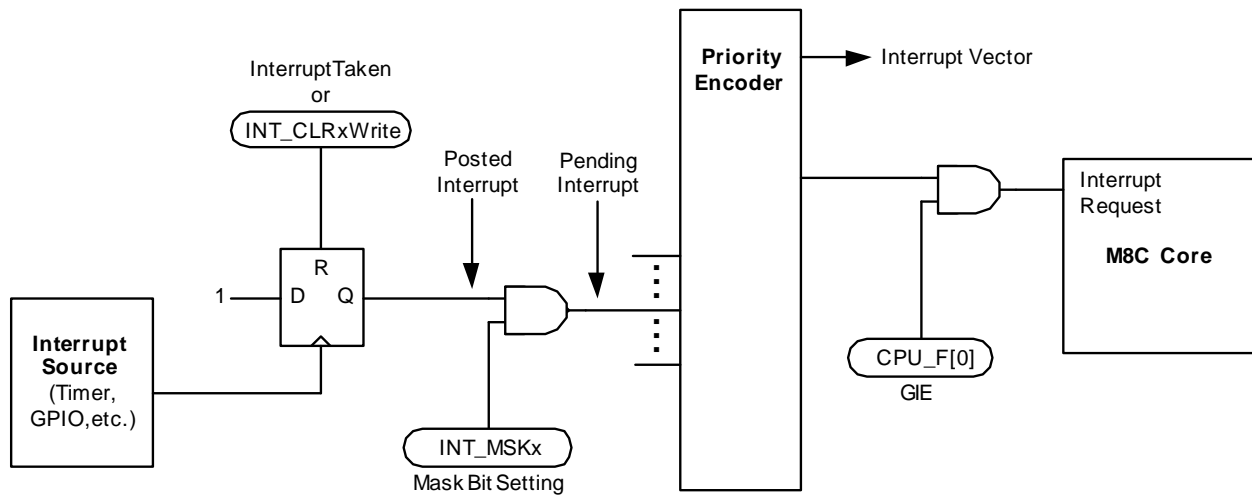 Priority
Encoder
Interrupt Vector
InterruptTaken
or
INT_CLRxWrite
Posted
Interrupt
Pending
Interrupt
Interrupt
Request
M8C Core
R
1
D
Q
Interrupt
Source
(Timer,
GPIO,etc.)
CPU_F[0]
GIE
INT_MSKx
Mask Bit Setting